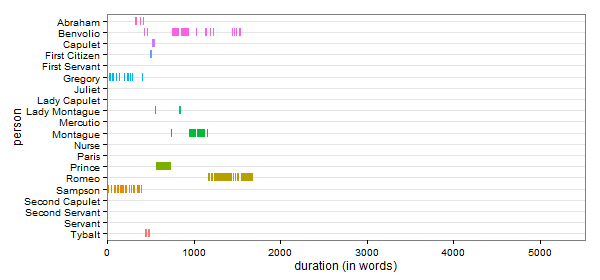 Abraham
Benvolio
Capulet
First Citizen
First Servant
Gregory
Juliet
Lady Capulet
Lady Montague
Mercutio
Montague
Nurse
Paris
Prince
Romeo
Sampson
Second Capulet
Second Servant
Servant
Tybalt
person
0 1000 2000 3000 4000 5000
duration (in words)